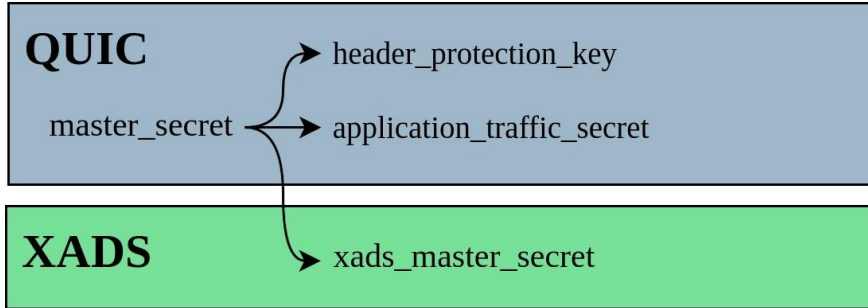 QUIC
header_protection_key
master_secret
application_traffic_secret
XADS
xads_master_secret